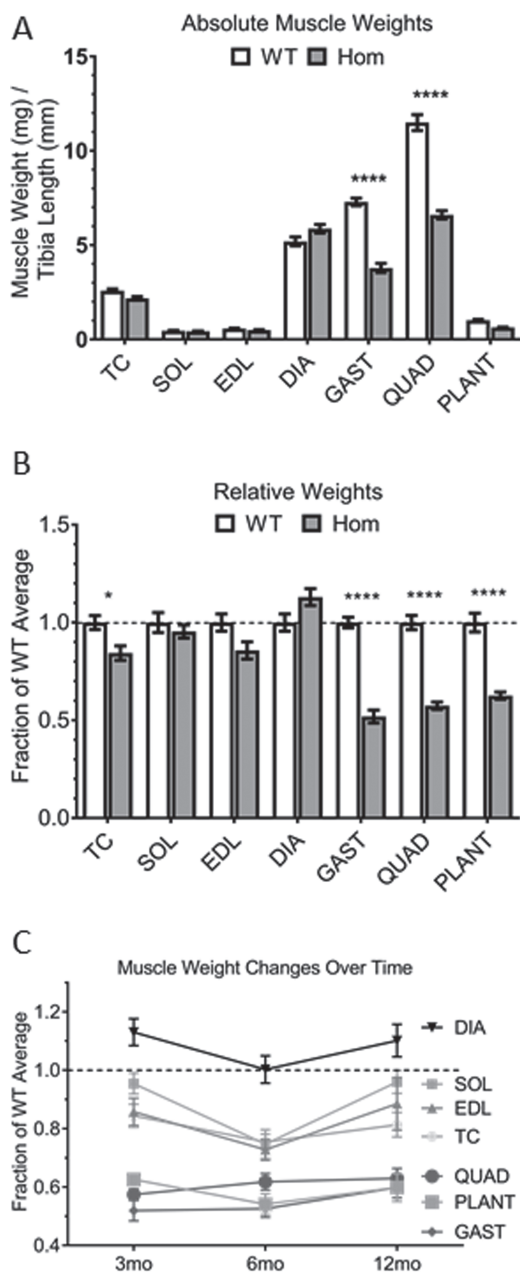 A
Absolute Muscle Weights
WT Hom
Muscle Weight (mg) /
Tibia Length (mm)
15
10
5
0
****
****
TC SOL EDL DIA GAST QUAD PLANT
B
Relative Weights
WT Hom
Fraction of WT Average
1.5
1.0
0.5
0.0
* **** **** ****
TC SOL EDL DIA GAST QUAD PLANT
C
Muscle Weight Changes Over Time
Fraction of WT Average
1.2
1.0
0.8
0.6
0.4
DIA
SOL
EDL
TC
QUAD
PLANT
GAST
3mo 6mo 12mo